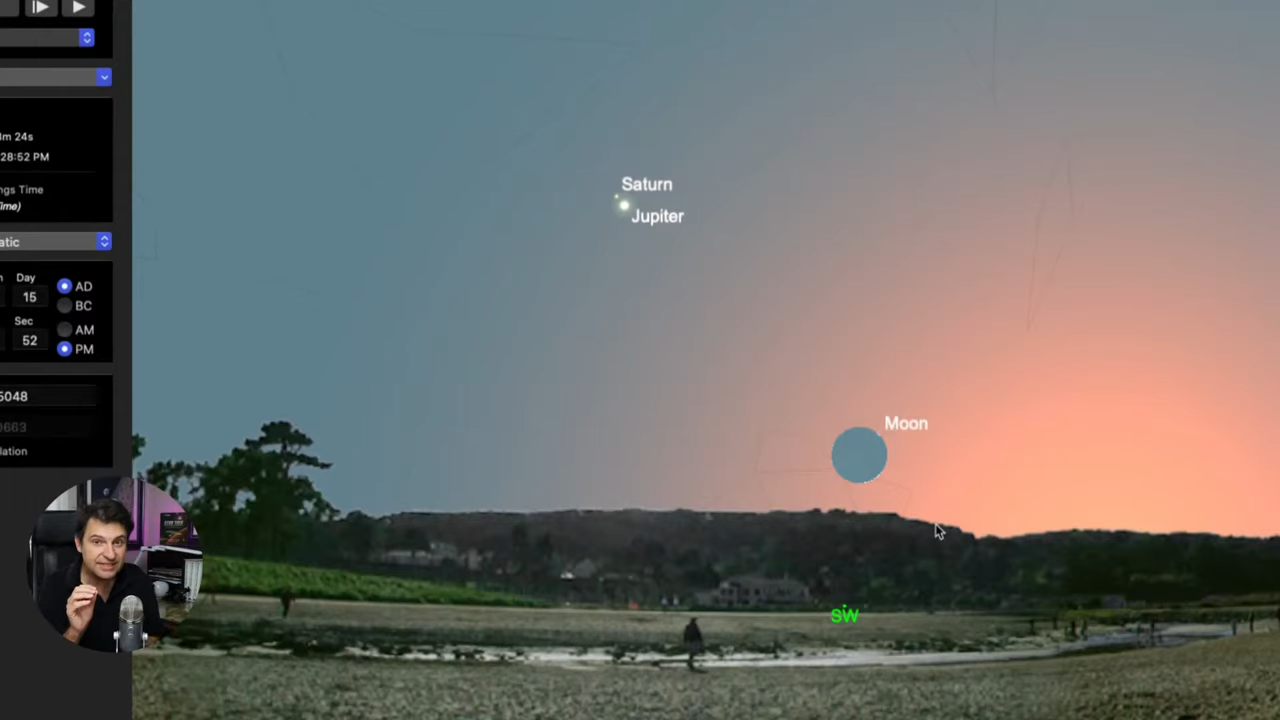 m 24s
28:52 PM
ngs Time
ime)
atic
Day
15
AD
BC
Sec
52
AM
PM
5048
0663
lation
Saturn
Jupiter
Moon
SW